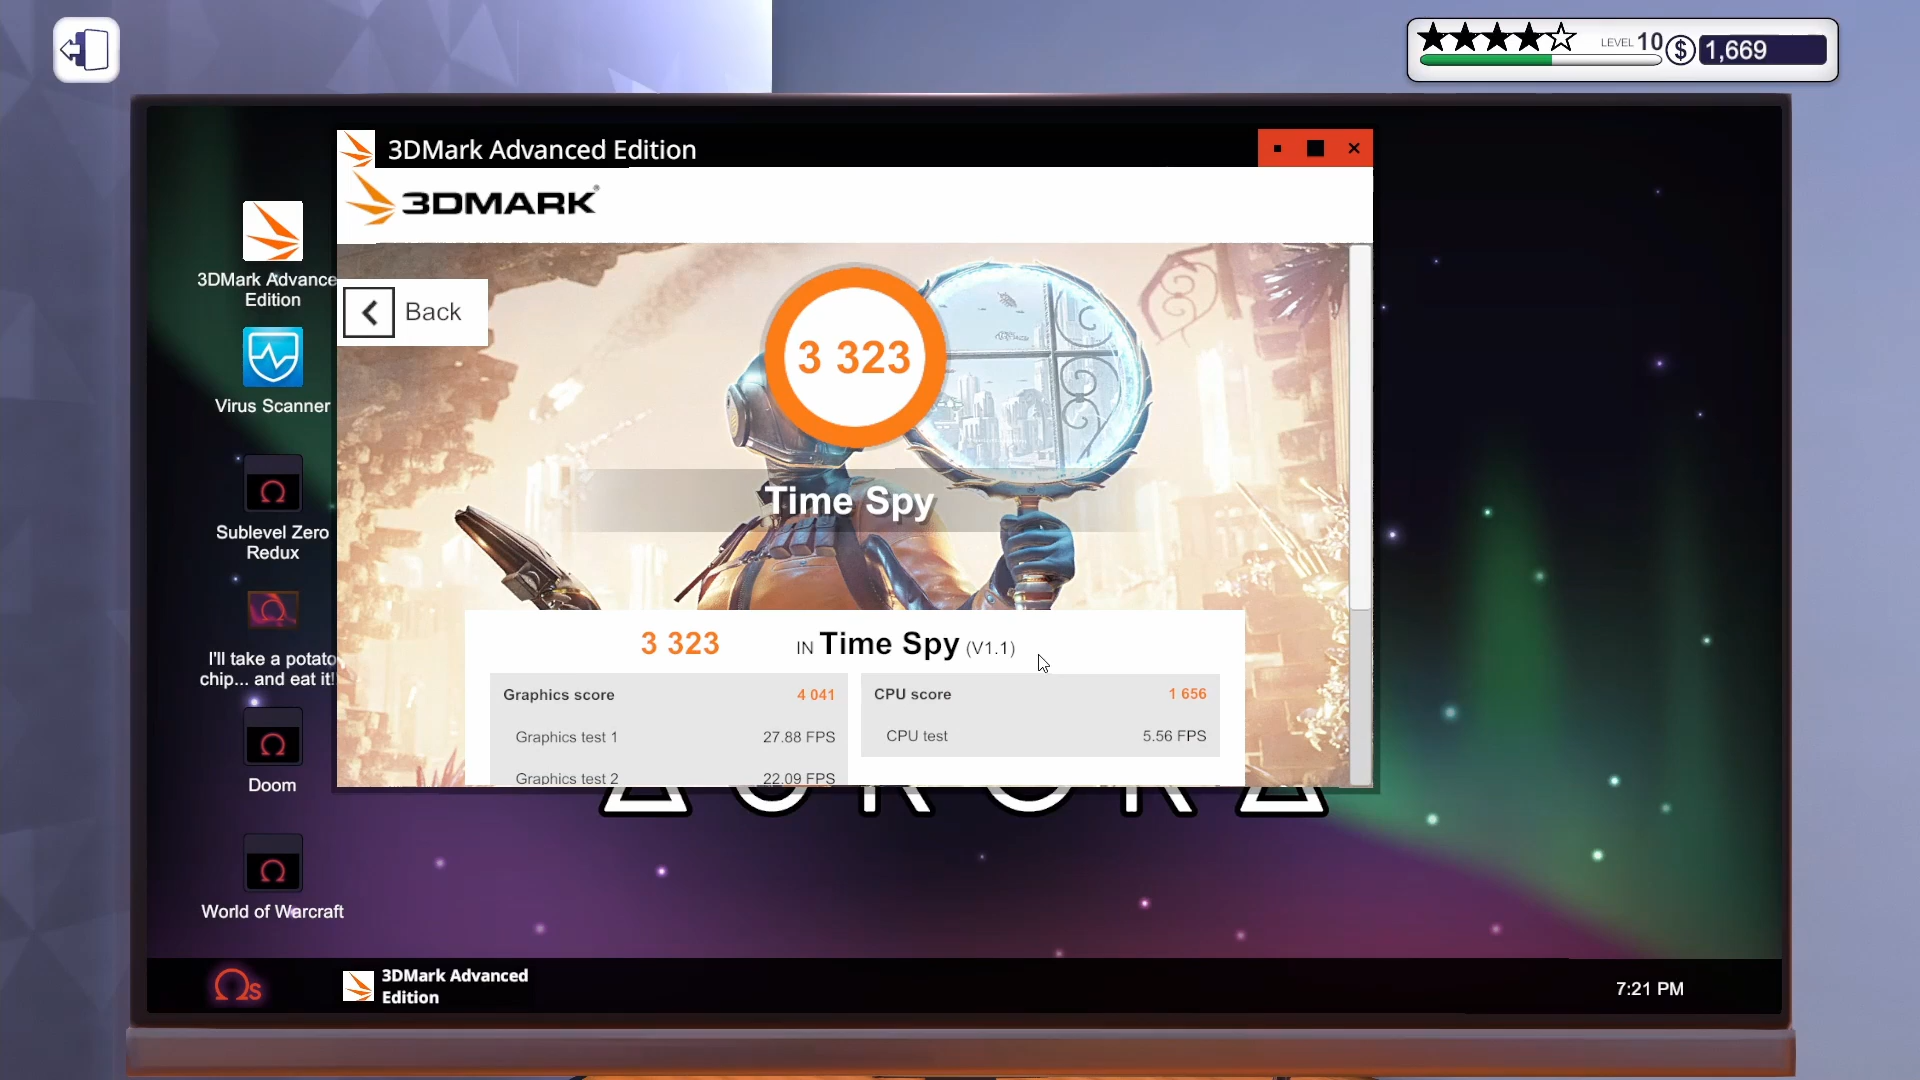 LEVEL 10
$ 1,669
3DMark Advanced Edition
3DMARK®
Back
3 323
Time Spy
3 323 IN Time Spy (V1.1)
Graphics score 4 041
Graphics test 1 27.88 FPS
Graphics test 2 22.09 FPS
CPU score 1 656
CPU test 5.56 FPS
3DMark Advance
Edition
Virus Scanner
Sublevel Zero
Redux
I'll take a potato
chip... and eat it!
Doom
World of Warcraft
AURORA
Ωs
3DMark Advanced
Edition
7:21 PM